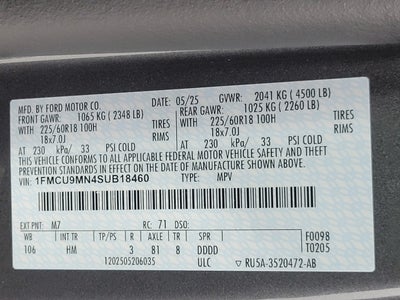 MFD. BY FORD MOTOR CO.
DATE: 05/25 GVWR: 2041 KG ( 4500 LB)
FRONT GAWR: 1065 KG ( 2348 LB) REAR GAWR: 1025 KG ( 2260 LB)
225/60R18 100H TIRES 225/60R18 100H TIRES
18x7.0J RIMS 18x7.0J RIMS
AT 230 kPa/ 33 PSI COLD AT 230 kPa/ 33 PSI COLD
THIS VEHICLE CONFORMS TO ALL APPLICABLE FEDERAL MOTOR VEHICLE SAFETY AND THEFT
PREVENTION STANDARDS IN EFFECT ON THE DATE OF MANUFACTURE SHOWN ABOVE.
VIN: 1FMCU9MN4SUB18460 TYPE: MPV
EXT PNT: M7 RC: 71 DSO:
WB INT TR TP/PS R AXLE TR SPR F0098
106 HM 3 81 8 DDDD T0205
120250520603S ULC RU5A-3520472-AB